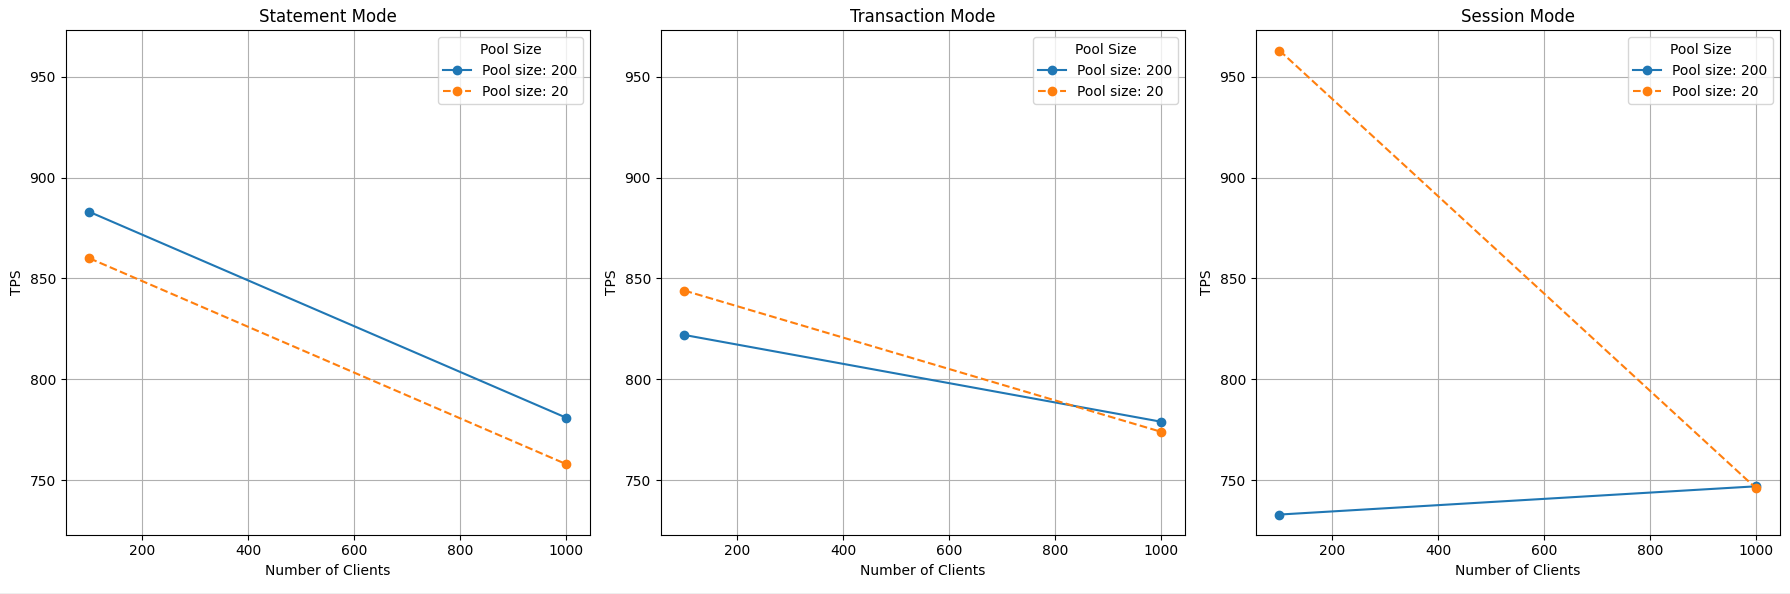 Statement Mode
Pool Size
Pool size: 200
Pool size: 20
950
900
850
800
750
TPS
200 400 600 800 1000
Number of Clients
Transaction Mode
Pool Size
Pool size: 200
Pool size: 20
950
900
850
800
750
TPS
200 400 600 800 1000
Number of Clients
Session Mode
Pool Size
Pool size: 200
Pool size: 20
950
900
850
800
750
TPS
200 400 600 800 1000
Number of Clients